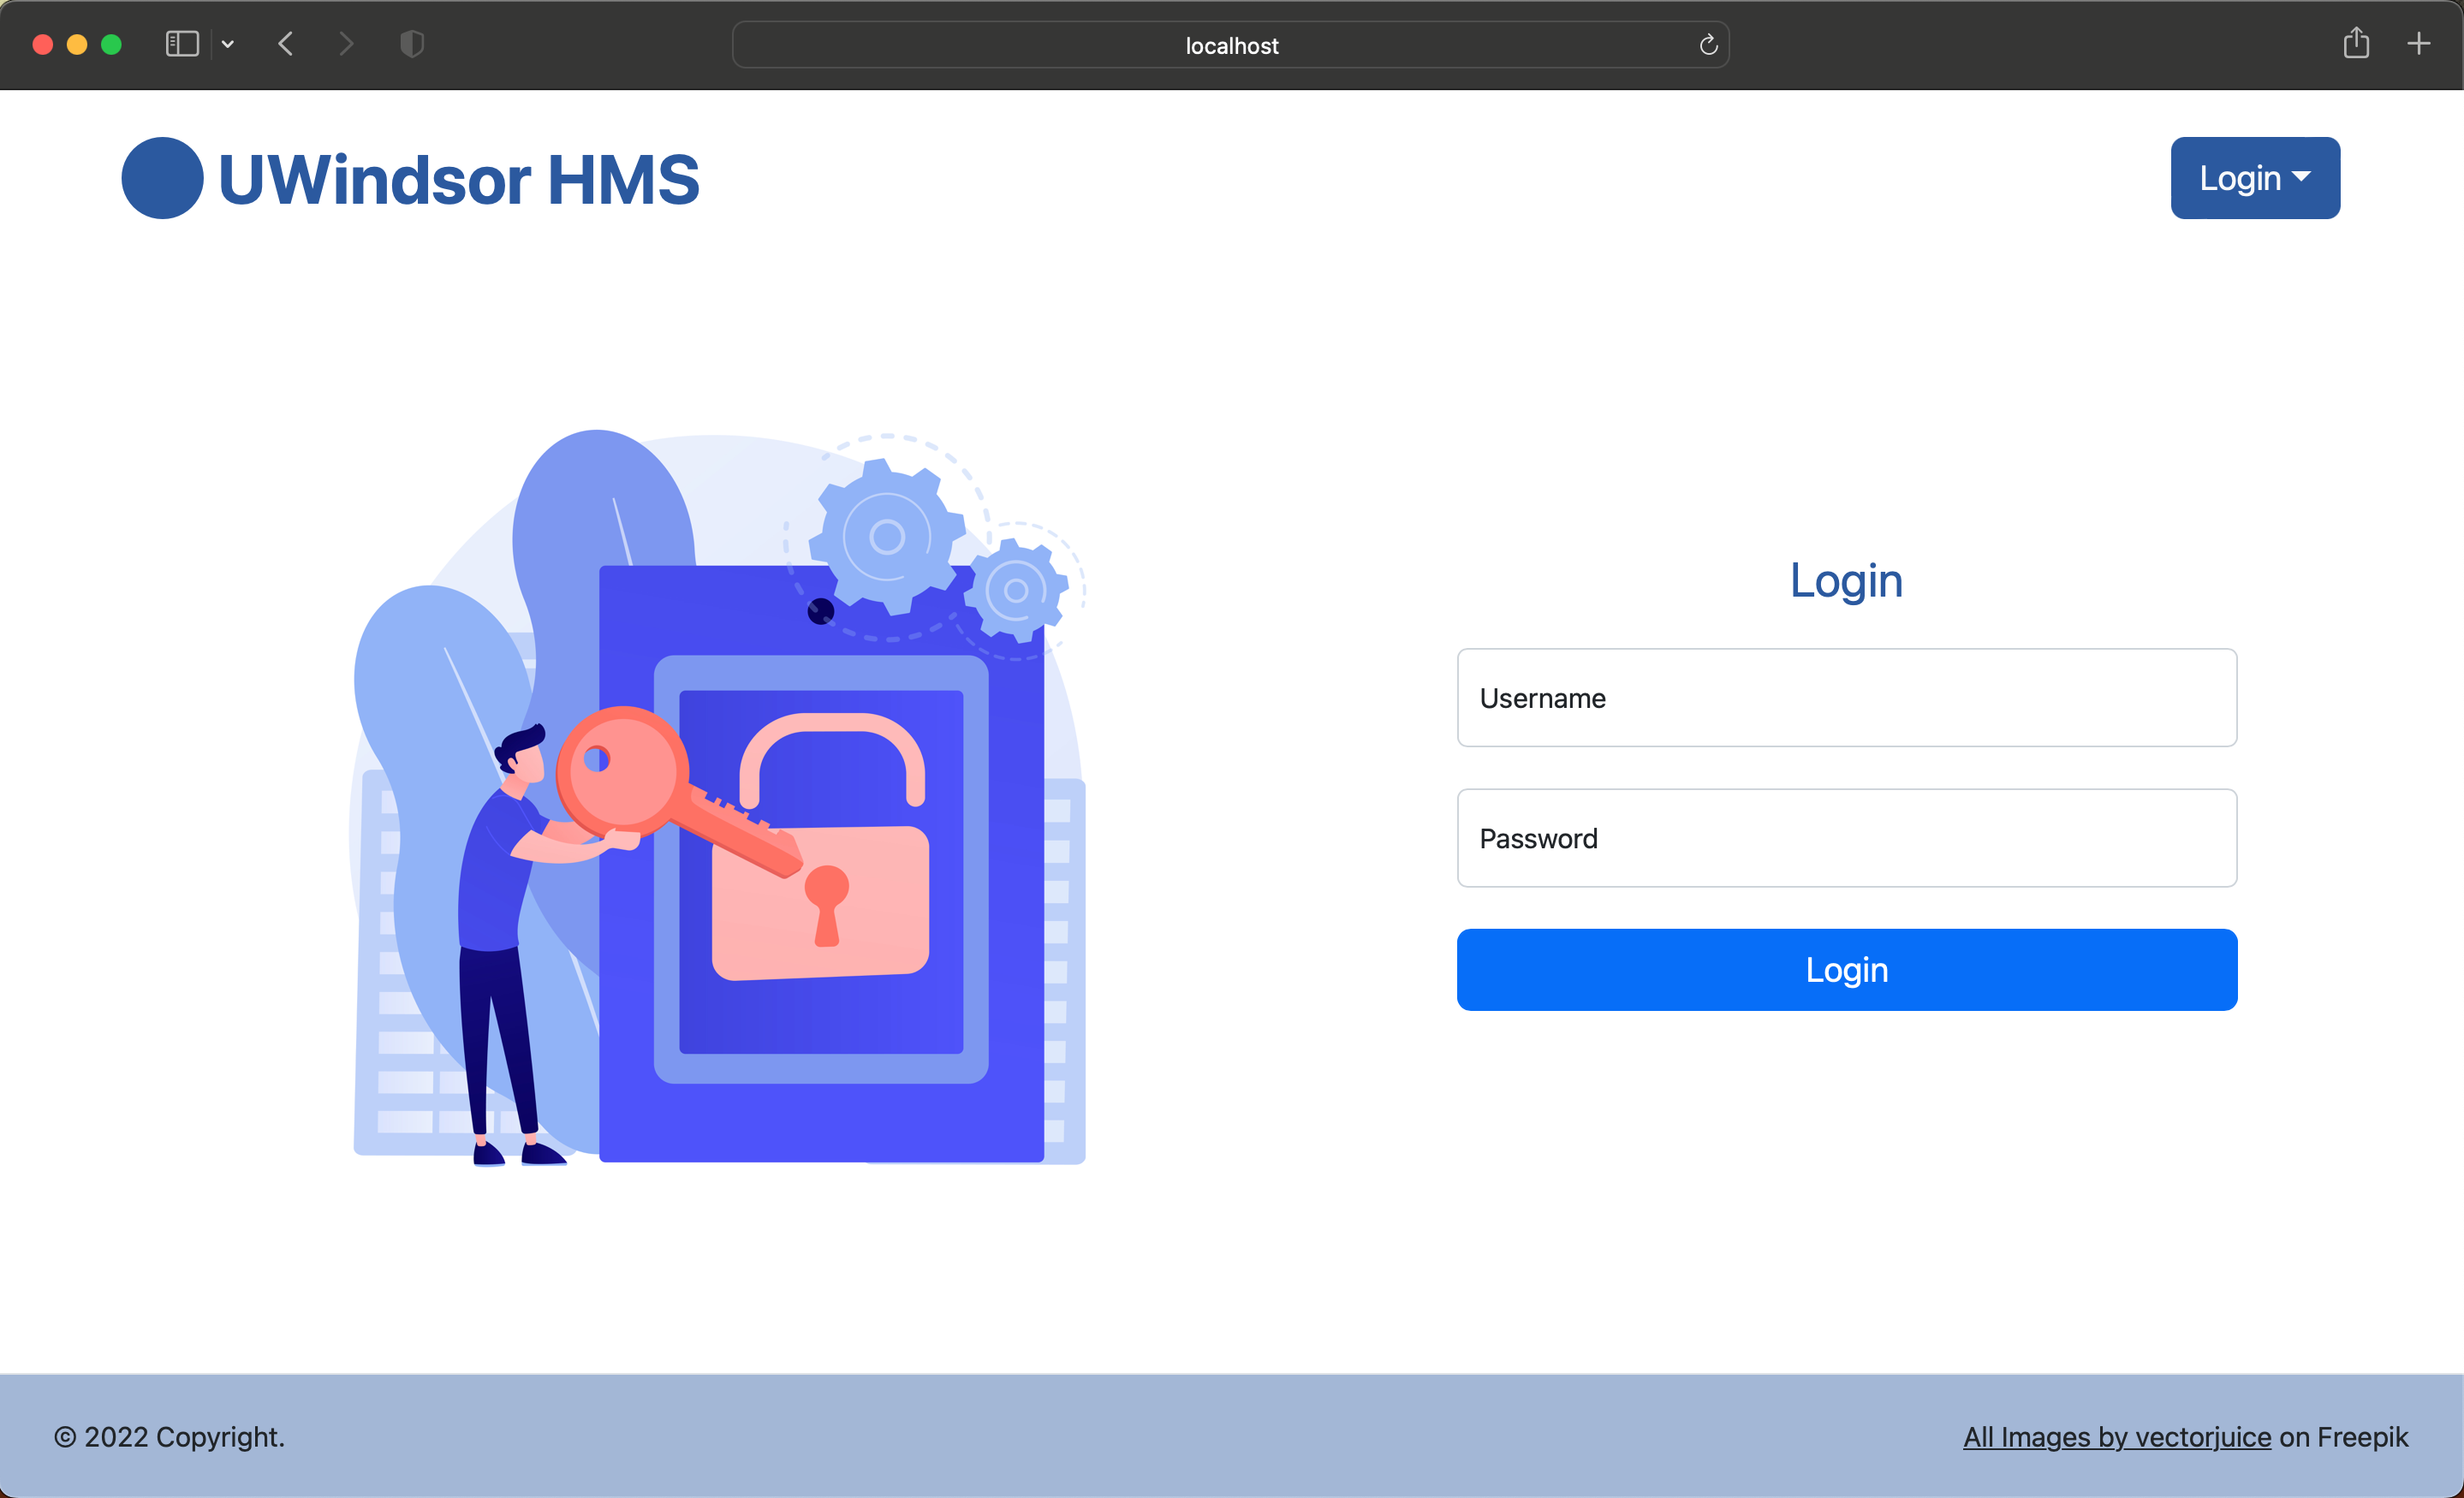 localhost
UWindsor HMS
Login
Login
Username
Password
Login
© 2022 Copyright.
All Images by vectorjuice on Freepik